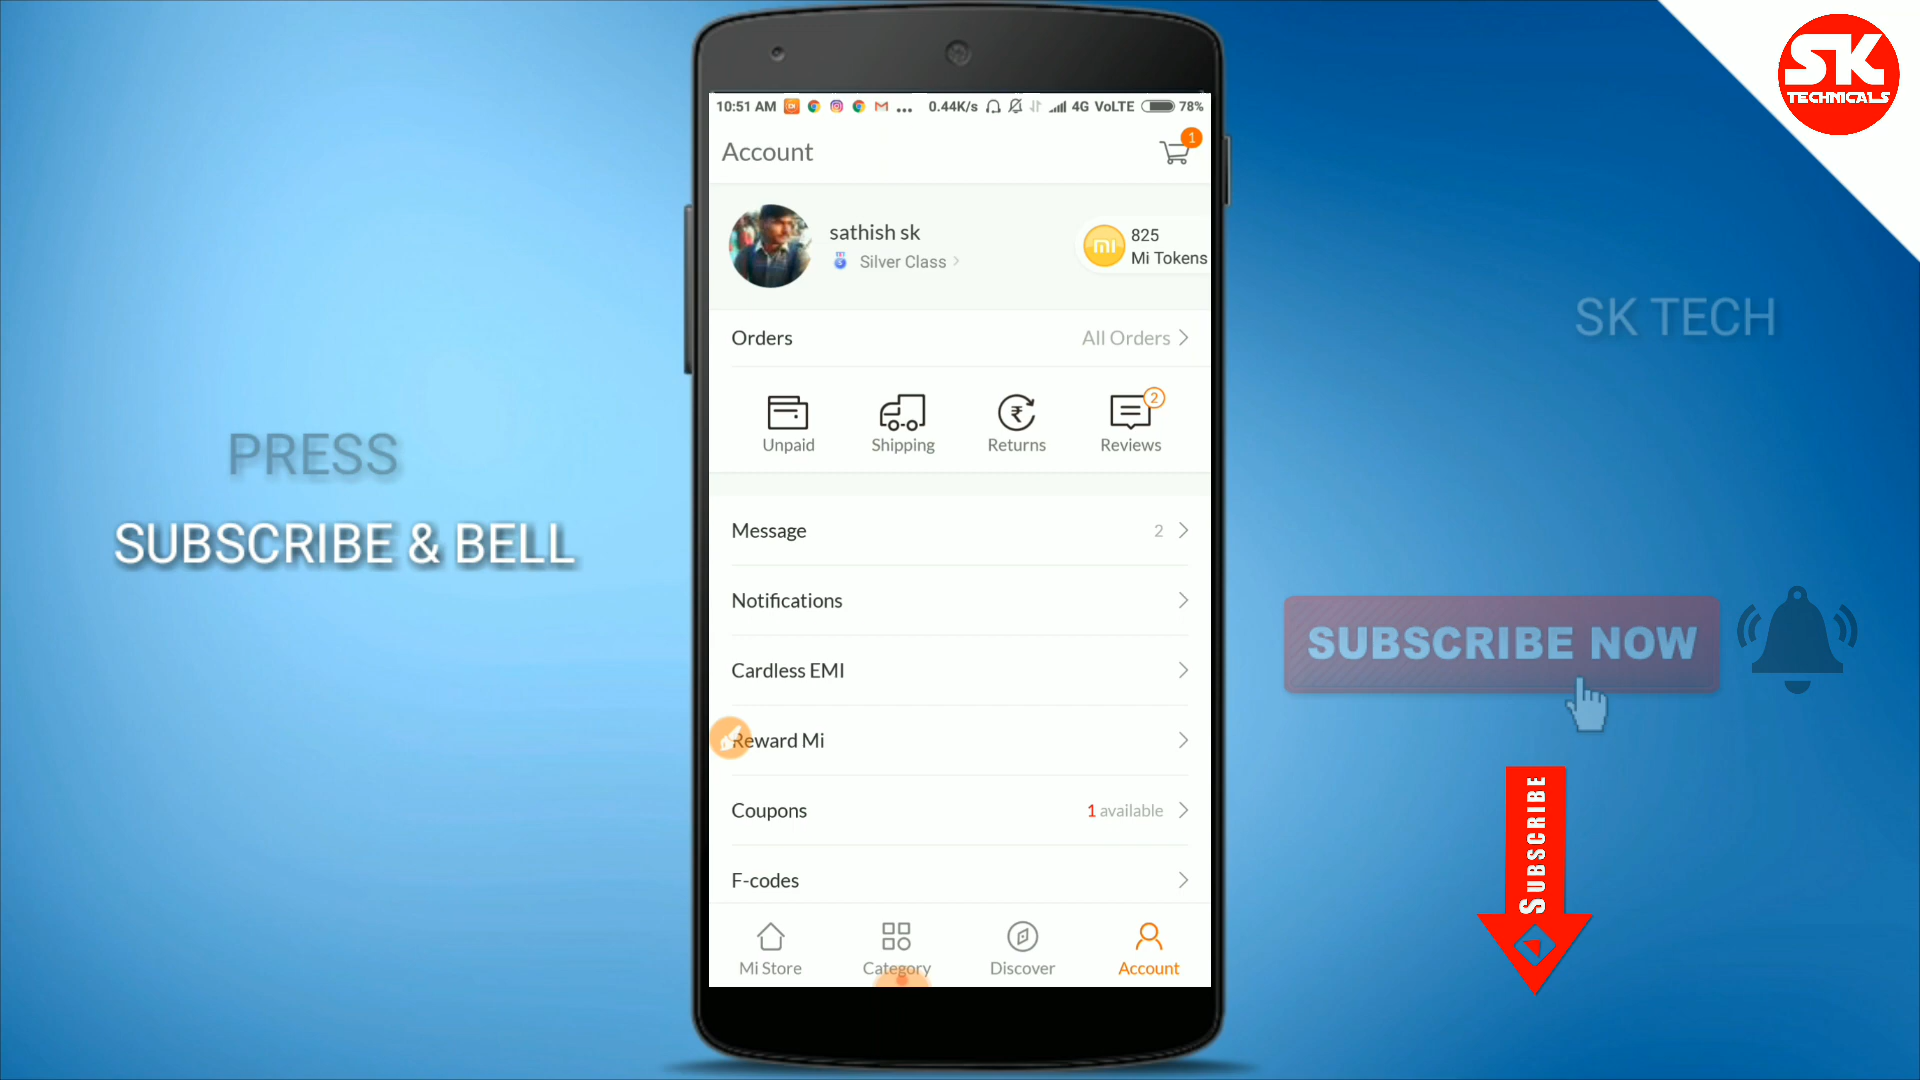 SK
TECHNICALS
SK TECH
PRESS
SUBSCRIBE & BELL
10:51 AM ... 0.44K/s 4G VoLTE 78%
Account
1
sathish sk
Silver Class
825
Mi Tokens
mi
Orders
All Orders
2
Unpaid
Shipping
Returns
Reviews
Message
2
Notifications
Cardless EMI
Reward Mi
Coupons
1 available
F-codes
Mi Store
Category
Discover
Account
SUBSCRIBE NOW
SUBSCRIBE